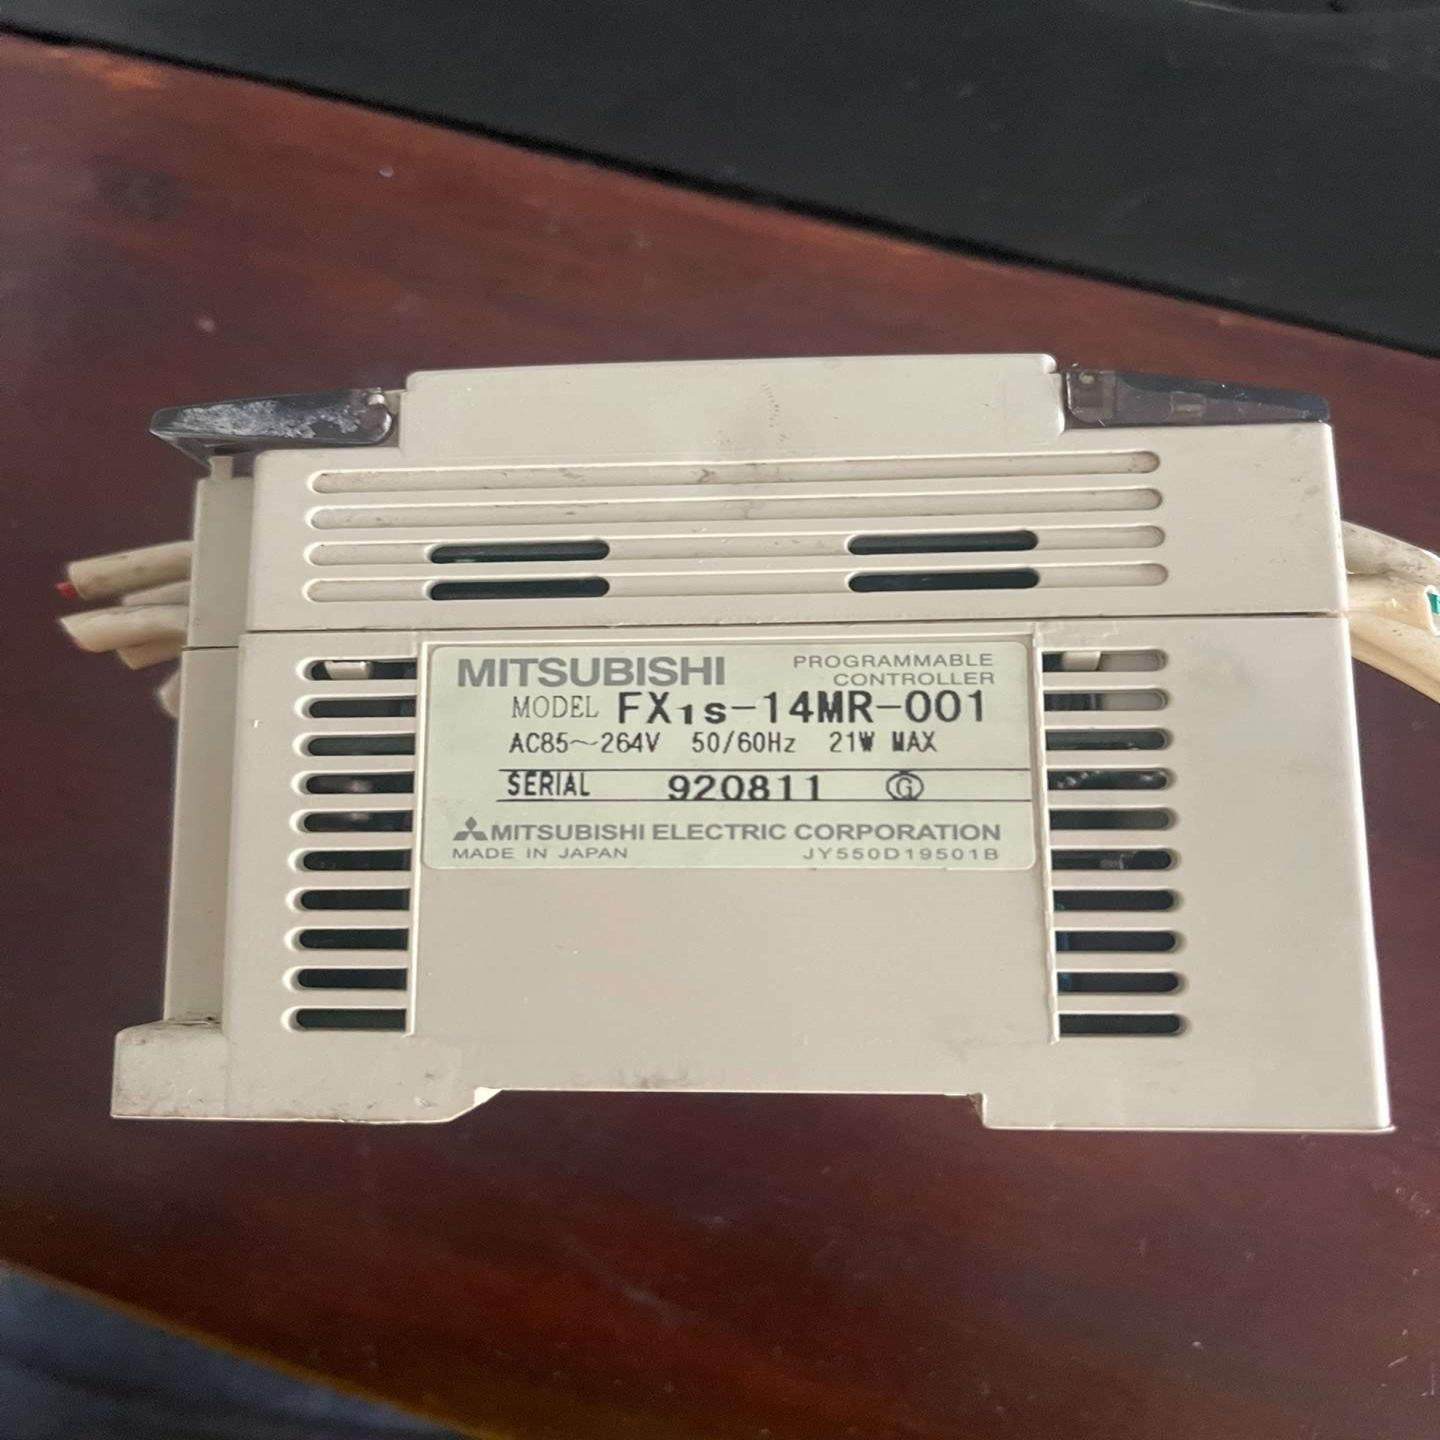 MITSUBISHI
PROGRAMMABLE
CONTROLLER
MODEL FX1S-14MR-001
AC85~264V 50/60Hz 21W MAX
SERIAL 920811 G
MITSUBISHI ELECTRIC CORPORATION
MADE IN JAPAN JY550D19501B